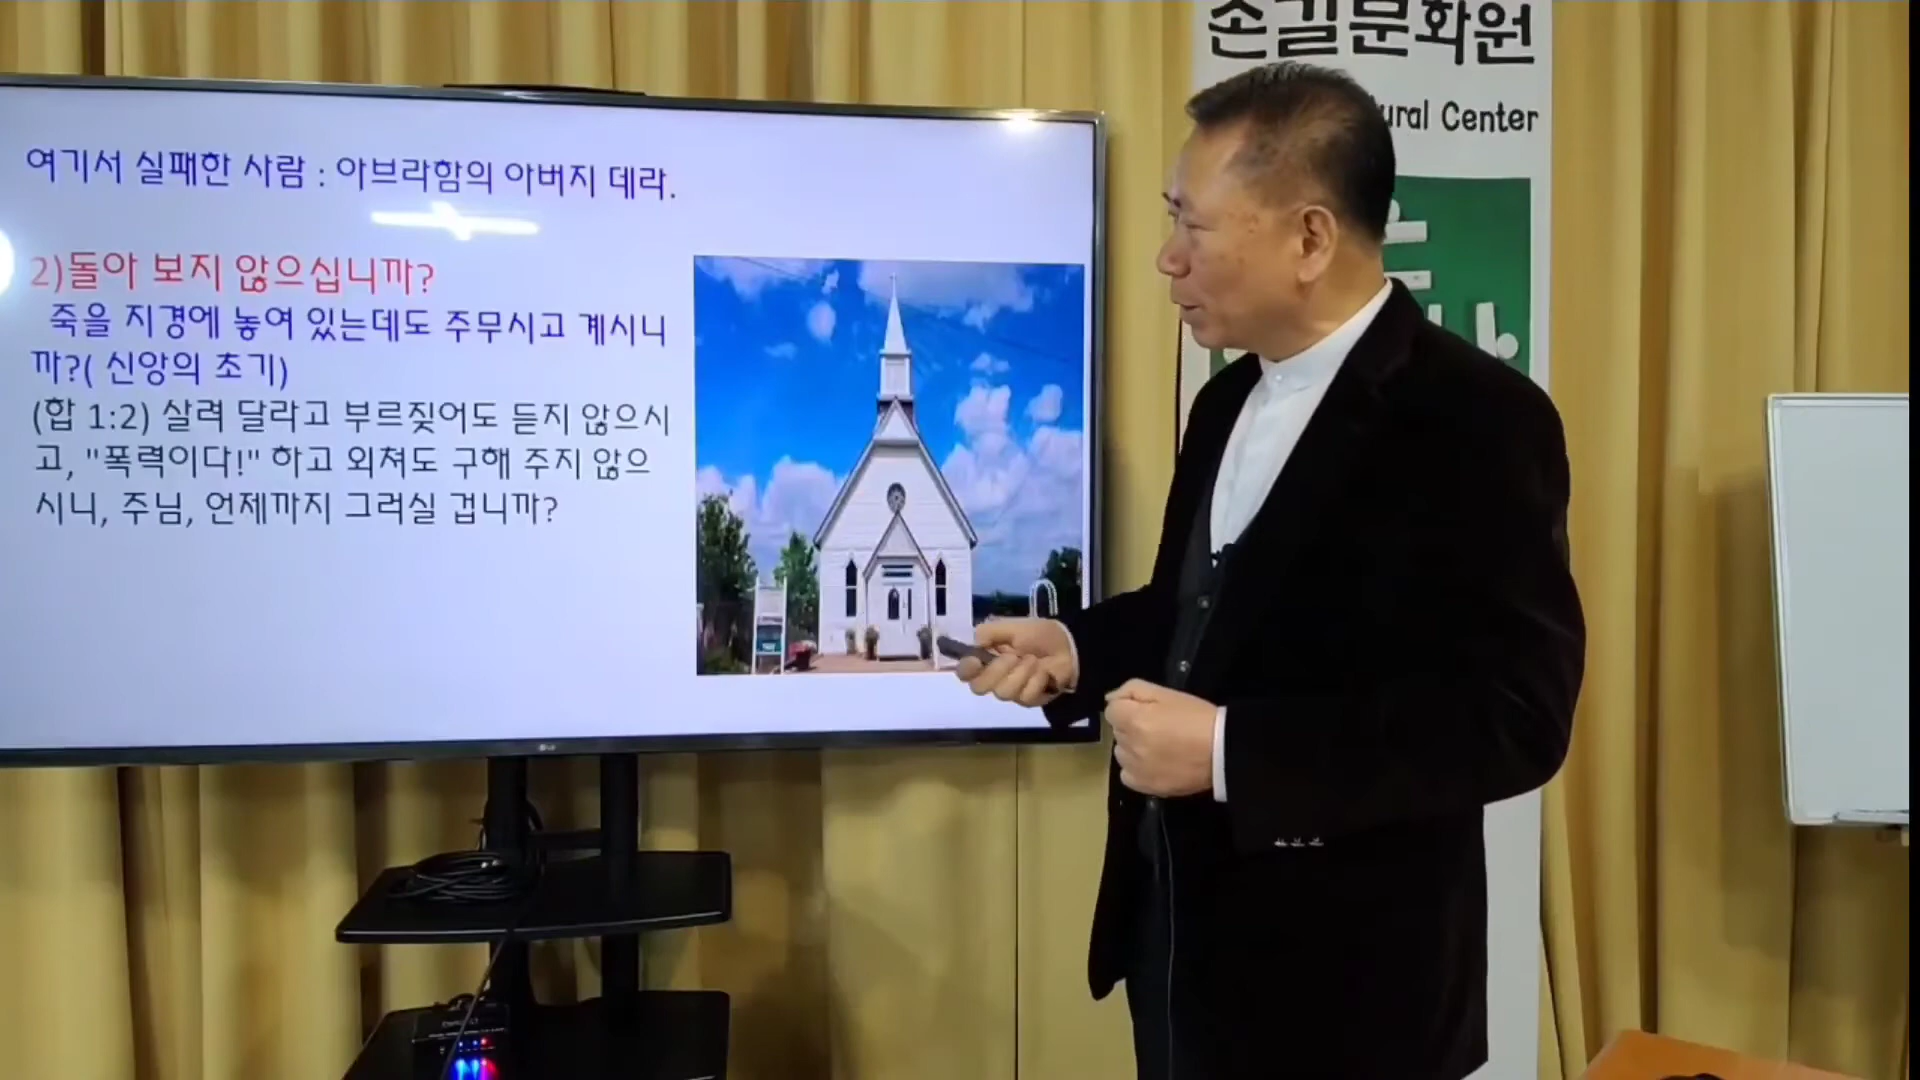 손길문화원
Center
여기서 실패한 사람 : 아브라함의 아버지 데라.
2)돌아 보지 않으십니까?
죽을 지경에 놓여 있는데도 주무시고 계시니
까?( 신앙의 초기)
(합 1:2) 살려 달라고 부르짖어도 듣지 않으시
고, "폭력이다!" 하고 외쳐도 구해 주지 않으
시니, 주님, 언제까지 그러실 겁니까?
LG